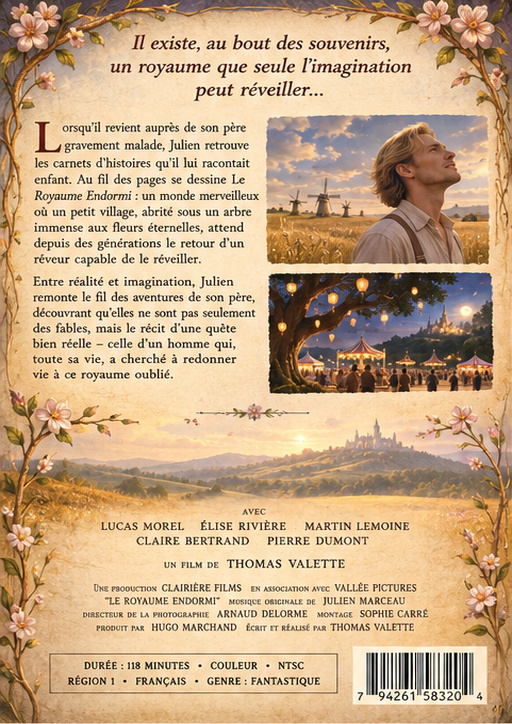 Il existe, au bout des souvenirs,
un royaume que seule l'imagination
peut réveiller...
Lorsqu'il revient auprès de son père
gravement malade, Julien retrouve
les carnets d'histoires qu'il lui racontait
enfant. Au fil des pages se dessine Le
Royaume Endormi : un monde merveilleux
où un petit village, abrité sous un arbre
immense aux fleurs éternelles, attend
depuis des générations le retour d'un
rêveur capable de le réveiller.
Entre réalité et imagination, Julien
remonte le fil des aventures de son père,
découvrant qu'elles ne sont pas seulement
des fables, mais le récit d'une quête
bien réelle – celle d'un homme qui,
toute sa vie, a cherché à redonner
vie à ce royaume oublié.
AVEC
LUCAS MOREL ÉLISE RIVIÈRE MARTIN LEMOINE
CLAIRE BERTRAND PIERRE DUMONT
UN FILM DE THOMAS VALETTE
UNE PRODUCTION CLAIRIÈRE FILMS EN ASSOCIATION AVEC VALLÉE PICTURES
"LE ROYAUME ENDORMI" MUSIQUE ORIGINALE DE JULIEN MARCEAU
DIRECTEUR DE LA PHOTOGRAPHIE ARNAUD DELORME MONTAGE SOPHIE CARRÉ
PRODUIT PAR HUGO MARCHAND ÉCRIT ET RÉALISÉ PAR THOMAS VALETTE
DURÉE : 118 MINUTES • COULEUR • NTSC
RÉGION 1 • FRANÇAIS • GENRE : FANTASTIQUE
7 94261 58320 4